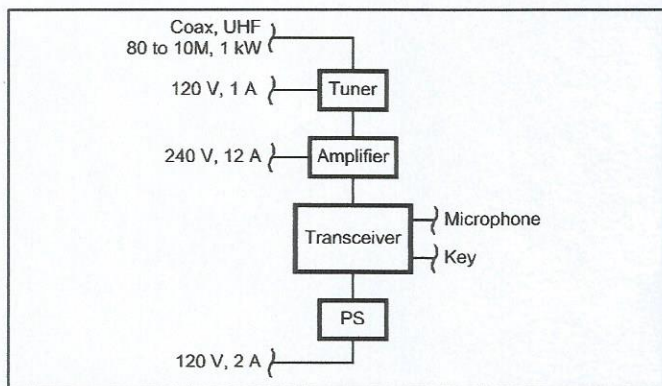 Coax, UHF
80 to 10M, 1 kW
120 V, 1 A
Tuner
240 V, 12 A
Amplifier
Transceiver
Microphone
Key
PS
120 V, 2 A